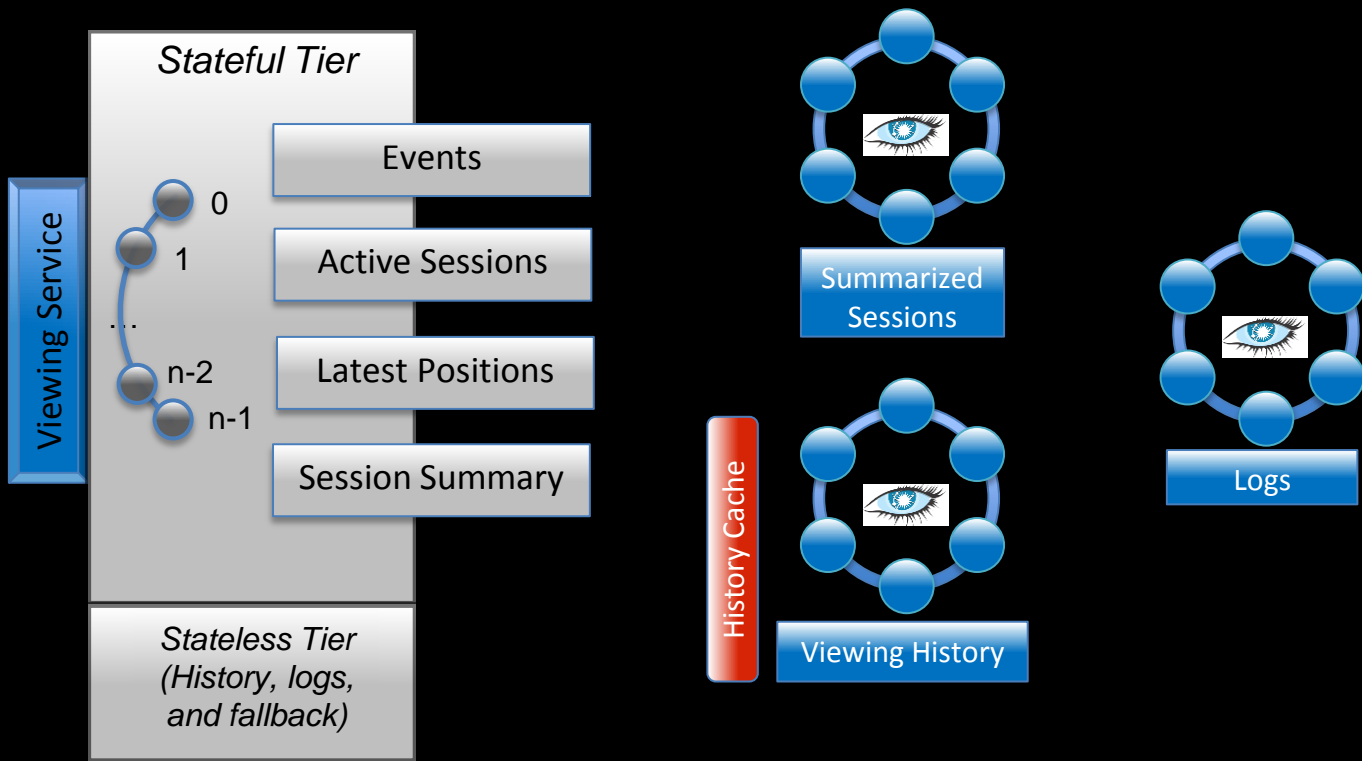 Stateful Tier
Viewing Service
0
1
...
n-2
n-1
Events
Active Sessions
Latest Positions
Session Summary
Stateless Tier
(History, logs,
and fallback)
Summarized
Sessions
History Cache
Viewing History
Logs